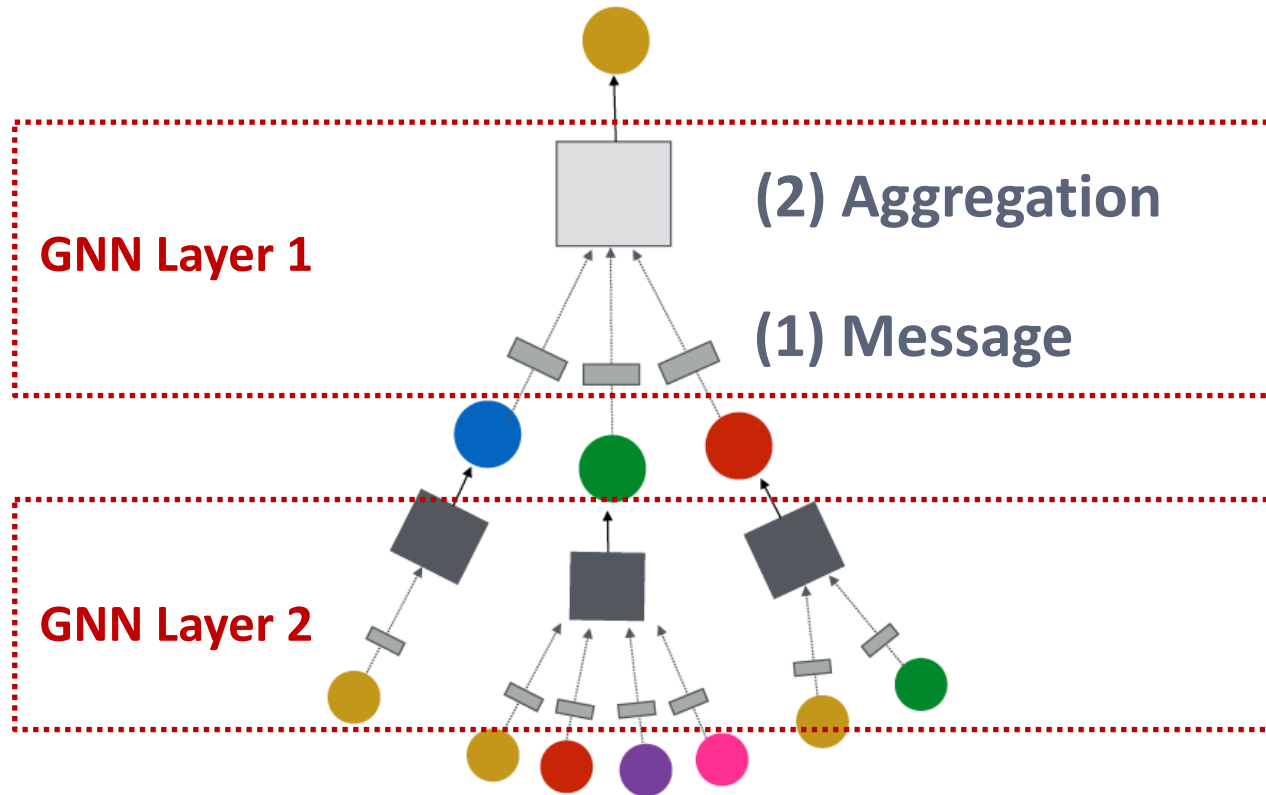 (2) Aggregation
GNN Layer 1
(1) Message
GNN Layer 2